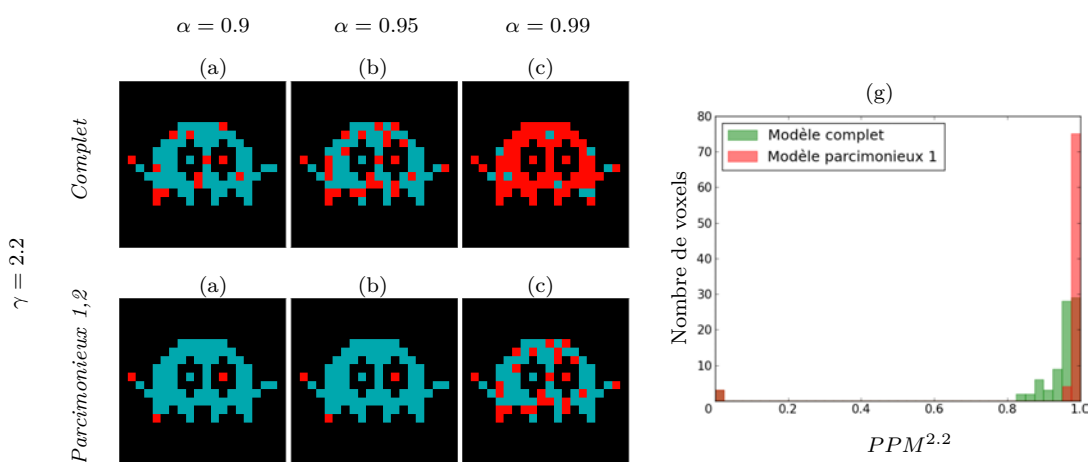 α = 0.9 α = 0.95 α = 0.99
(a) (b) (c)
Complet
γ = 2.2
(a) (b) (c)
Parcimonieux 1,2
(g)
Modèle complet
Modèle parcimonieux 1
Nombre de voxels
80
70
60
50
40
30
20
10
0
0.2 0.4 0.6 0.8 1.0
PPM^2.2